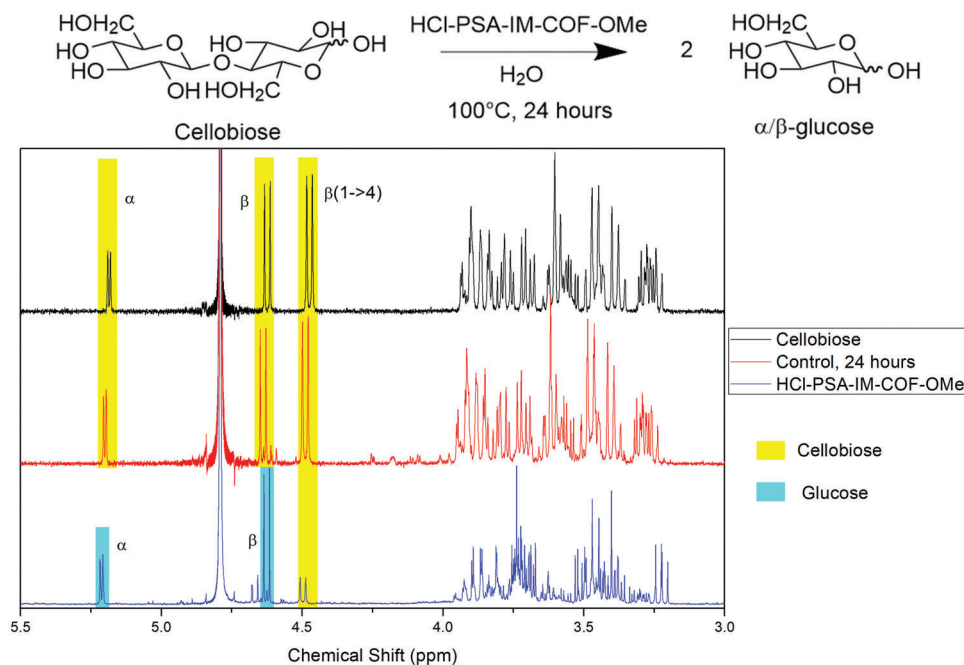 HOH₂C
HO
HO
OH
O
O
HO
OH
O
OH
HOH₂C
HCl-PSA-IM-COF-OMe
H₂O
100°C, 24 hours
2
HOH₂C
HO
HO
O
OH
OH
Cellobiose
α/β-glucose
α
β
β(1->4)
Cellobiose
Control, 24 hours
HCl-PSA-IM-COF-OMe
Cellobiose
Glucose
α
β
5.5 5.0 4.5 4.0 3.5 3.0
Chemical Shift (ppm)